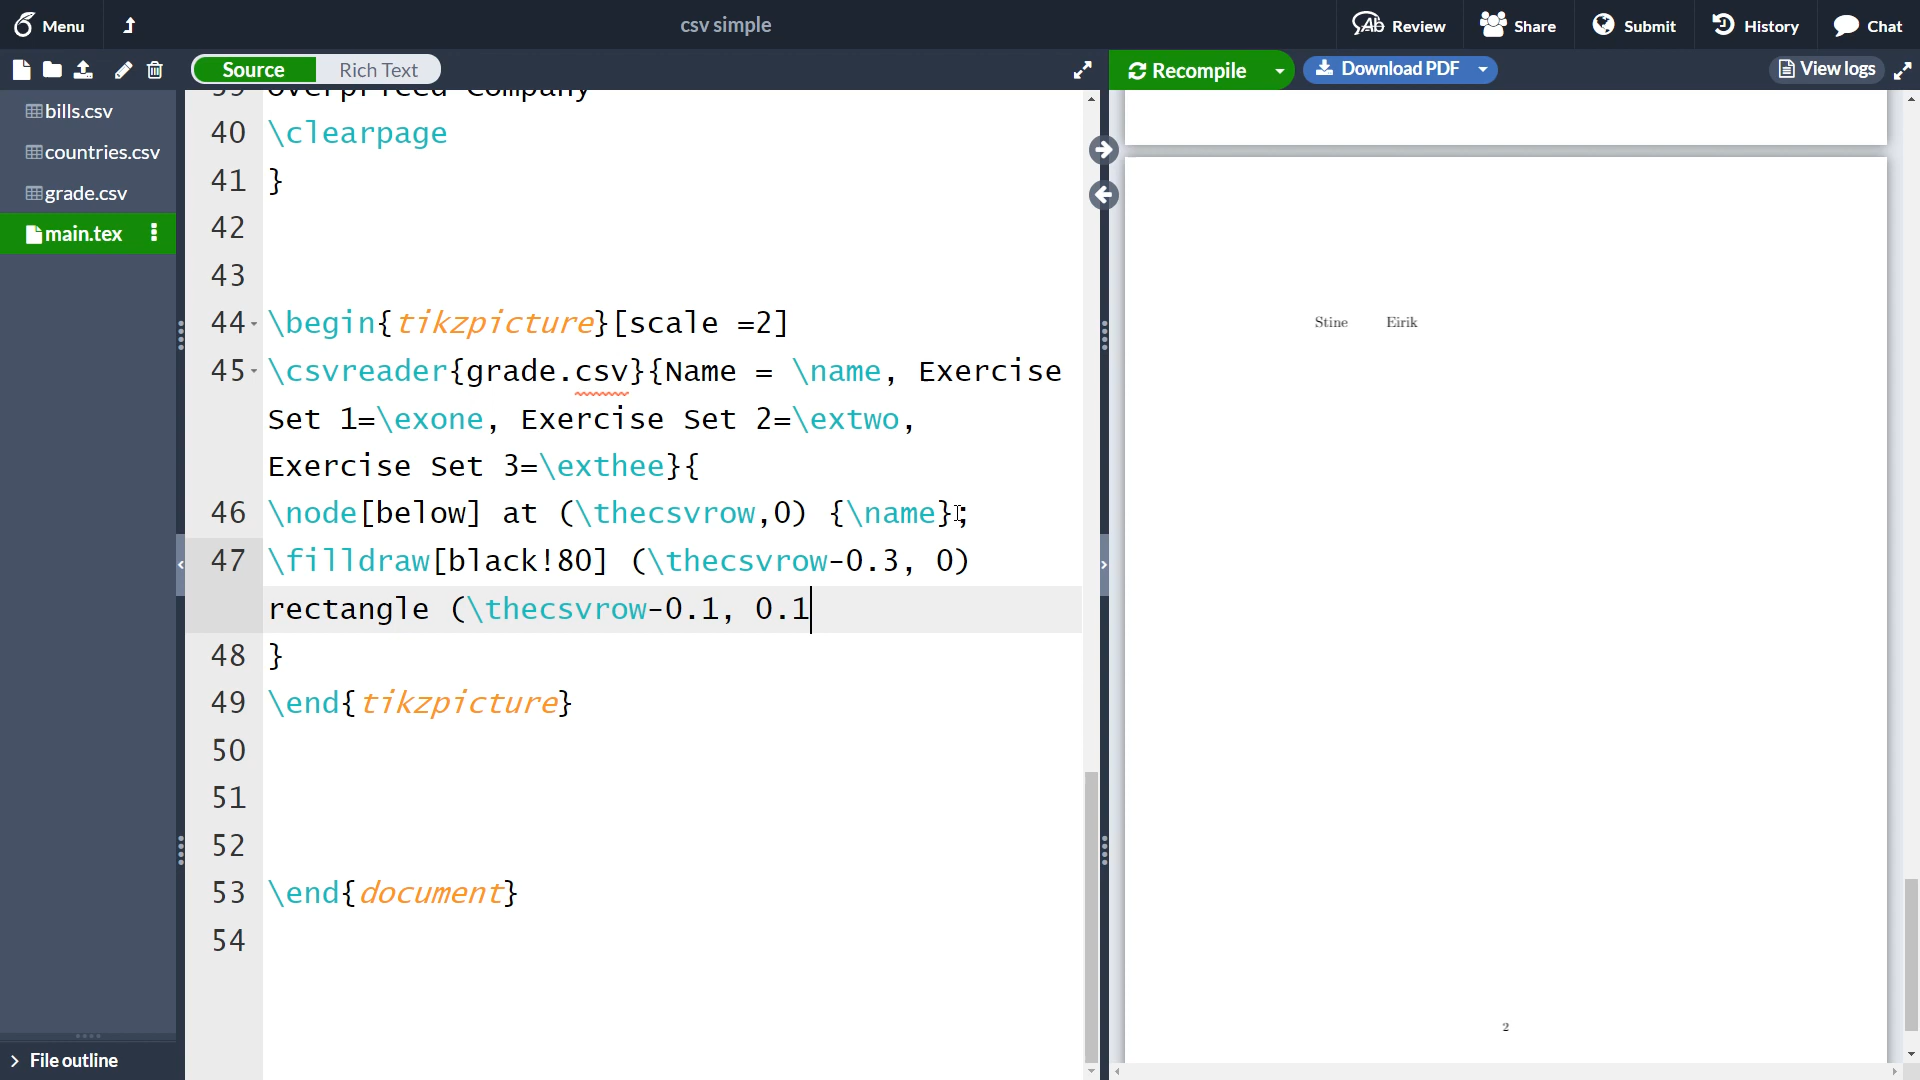 Menu
csv simple
Review
Share
Submit
History
Chat
Source
Rich Text
Recompile
Download PDF
View logs
bills.csv
countries.csv
grade.csv
main.tex
40 \clearpage
41 }
42
43
44 \begin{tikzpicture}[scale =2]
45 \csvreader{grade.csv}{Name = \name, Exercise
Set 1=\exone, Exercise Set 2=\extwo,
Exercise Set 3=\exthee}{
46 \node[below] at (\thecsvrow,0) {\name};
47 \filldraw[black!80] (\thecsvrow-0.3, 0)
rectangle (\thecsvrow-0.1, 0.1
48 }
49 \end{tikzpicture}
50
51
52
53 \end{document}
54
File outline
Stine Eirik
2